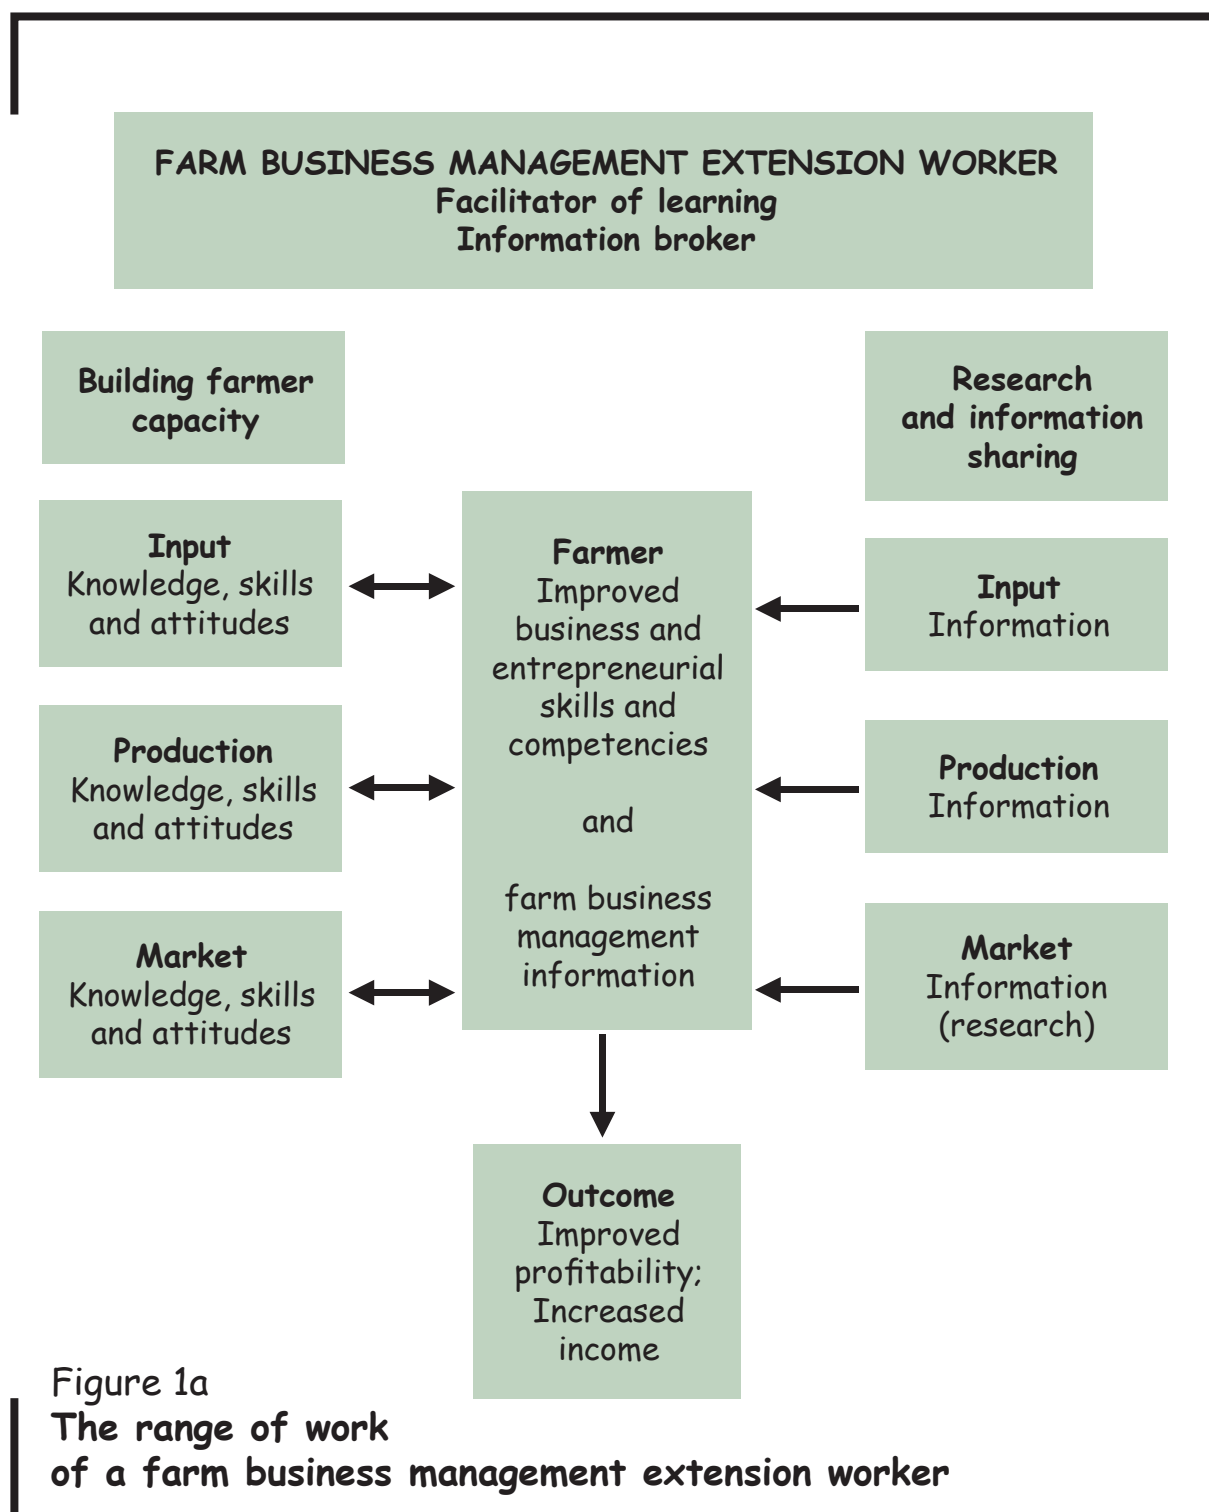 FARM BUSINESS MANAGEMENT EXTENSION WORKER
Facilitator of learning
Information broker
Building farmer
capacity
Input
Knowledge, skills
and attitudes
Production
Knowledge, skills
and attitudes
Market
Knowledge, skills
and attitudes
Farmer
Improved
business and
entrepreneurial
skills and
competencies
and
farm business
management
information
Research
and information
sharing
Input
Information
Production
Information
Market
Information
(research)
Outcome
Improved
profitability;
Increased
income
Figure 1a
The range of work
of a farm business management extension worker